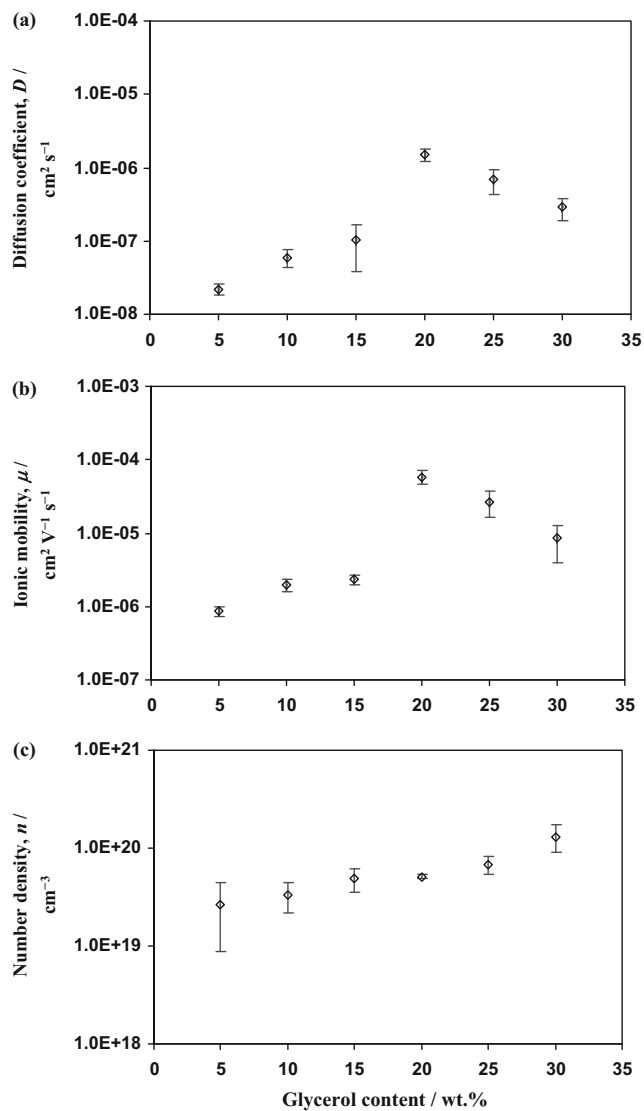 (a)
Diffusion coefficient, D /
cm² s⁻¹
1.0E-04
1.0E-05
1.0E-06
1.0E-07
1.0E-08
0 5 10 15 20 25 30 35
(b)
Ionic mobility, μ /
cm² V⁻¹ s⁻¹
1.0E-03
1.0E-04
1.0E-05
1.0E-06
1.0E-07
0 5 10 15 20 25 30 35
(c)
Number density, n /
cm⁻³
1.0E+21
1.0E+20
1.0E+19
1.0E+18
0 5 10 15 20 25 30 35
Glycerol content / wt.%